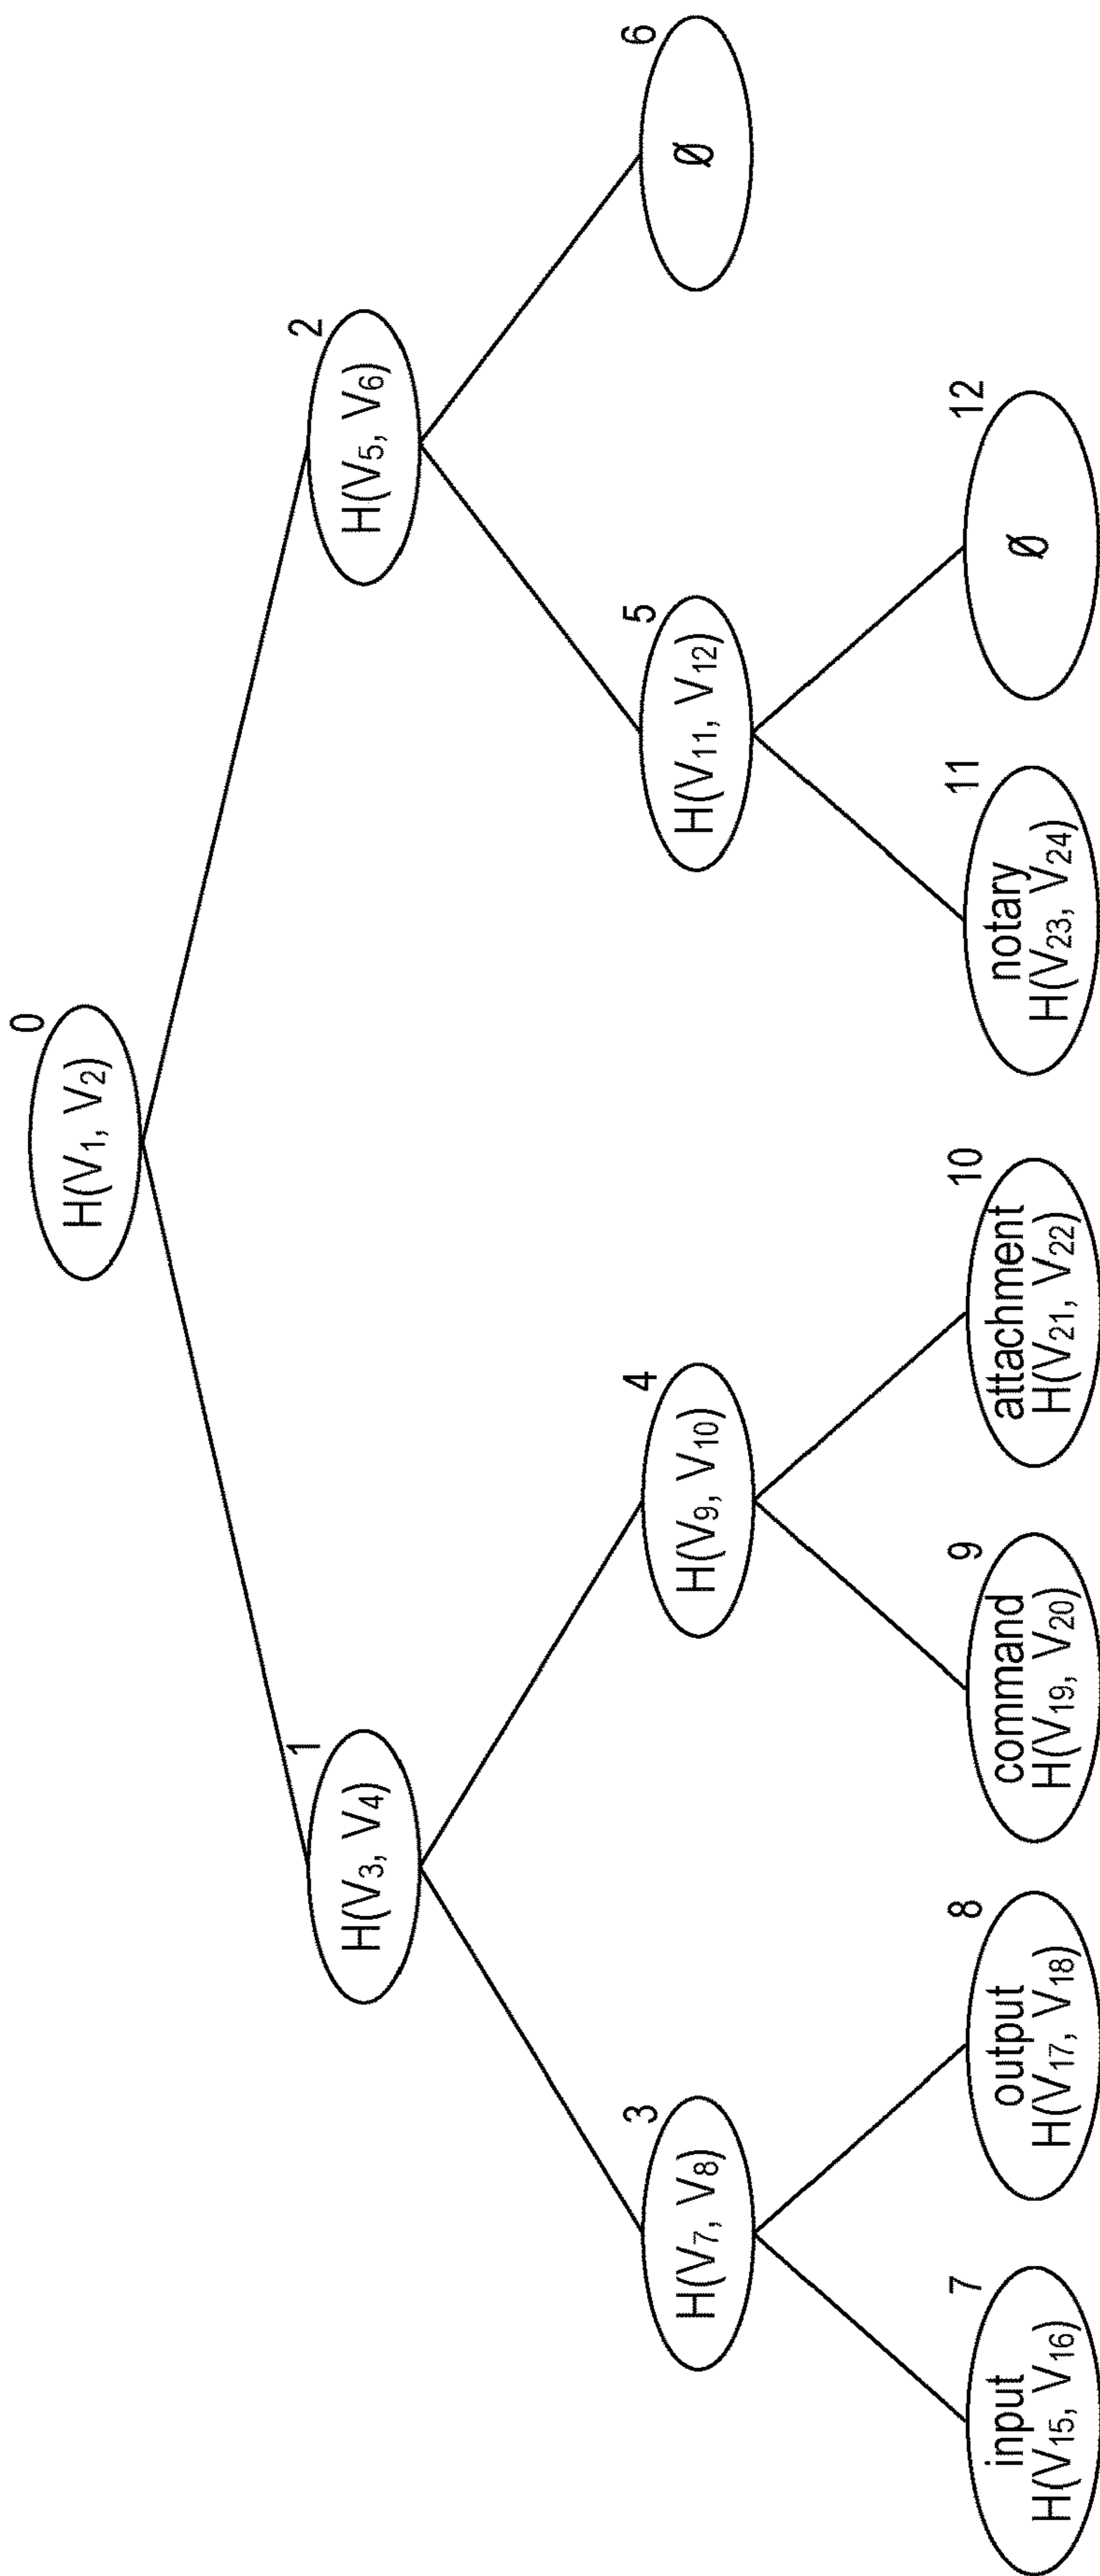 0
H(V₁, V₂)
1
H(V₃, V₄)
2
H(V₅, V₆)
3
H(V₇, V₈)
4
H(V₉, V₁₀)
5
H(V₁₁, V₁₂)
6
Ø
7
input
H(V₁₅, V₁₆)
8
output
H(V₁₇, V₁₈)
9
command
H(V₁₉, V₂₀)
10
attachment
H(V₂₁, V₂₂)
11
notary
H(V₂₃, V₂₄)
12
Ø